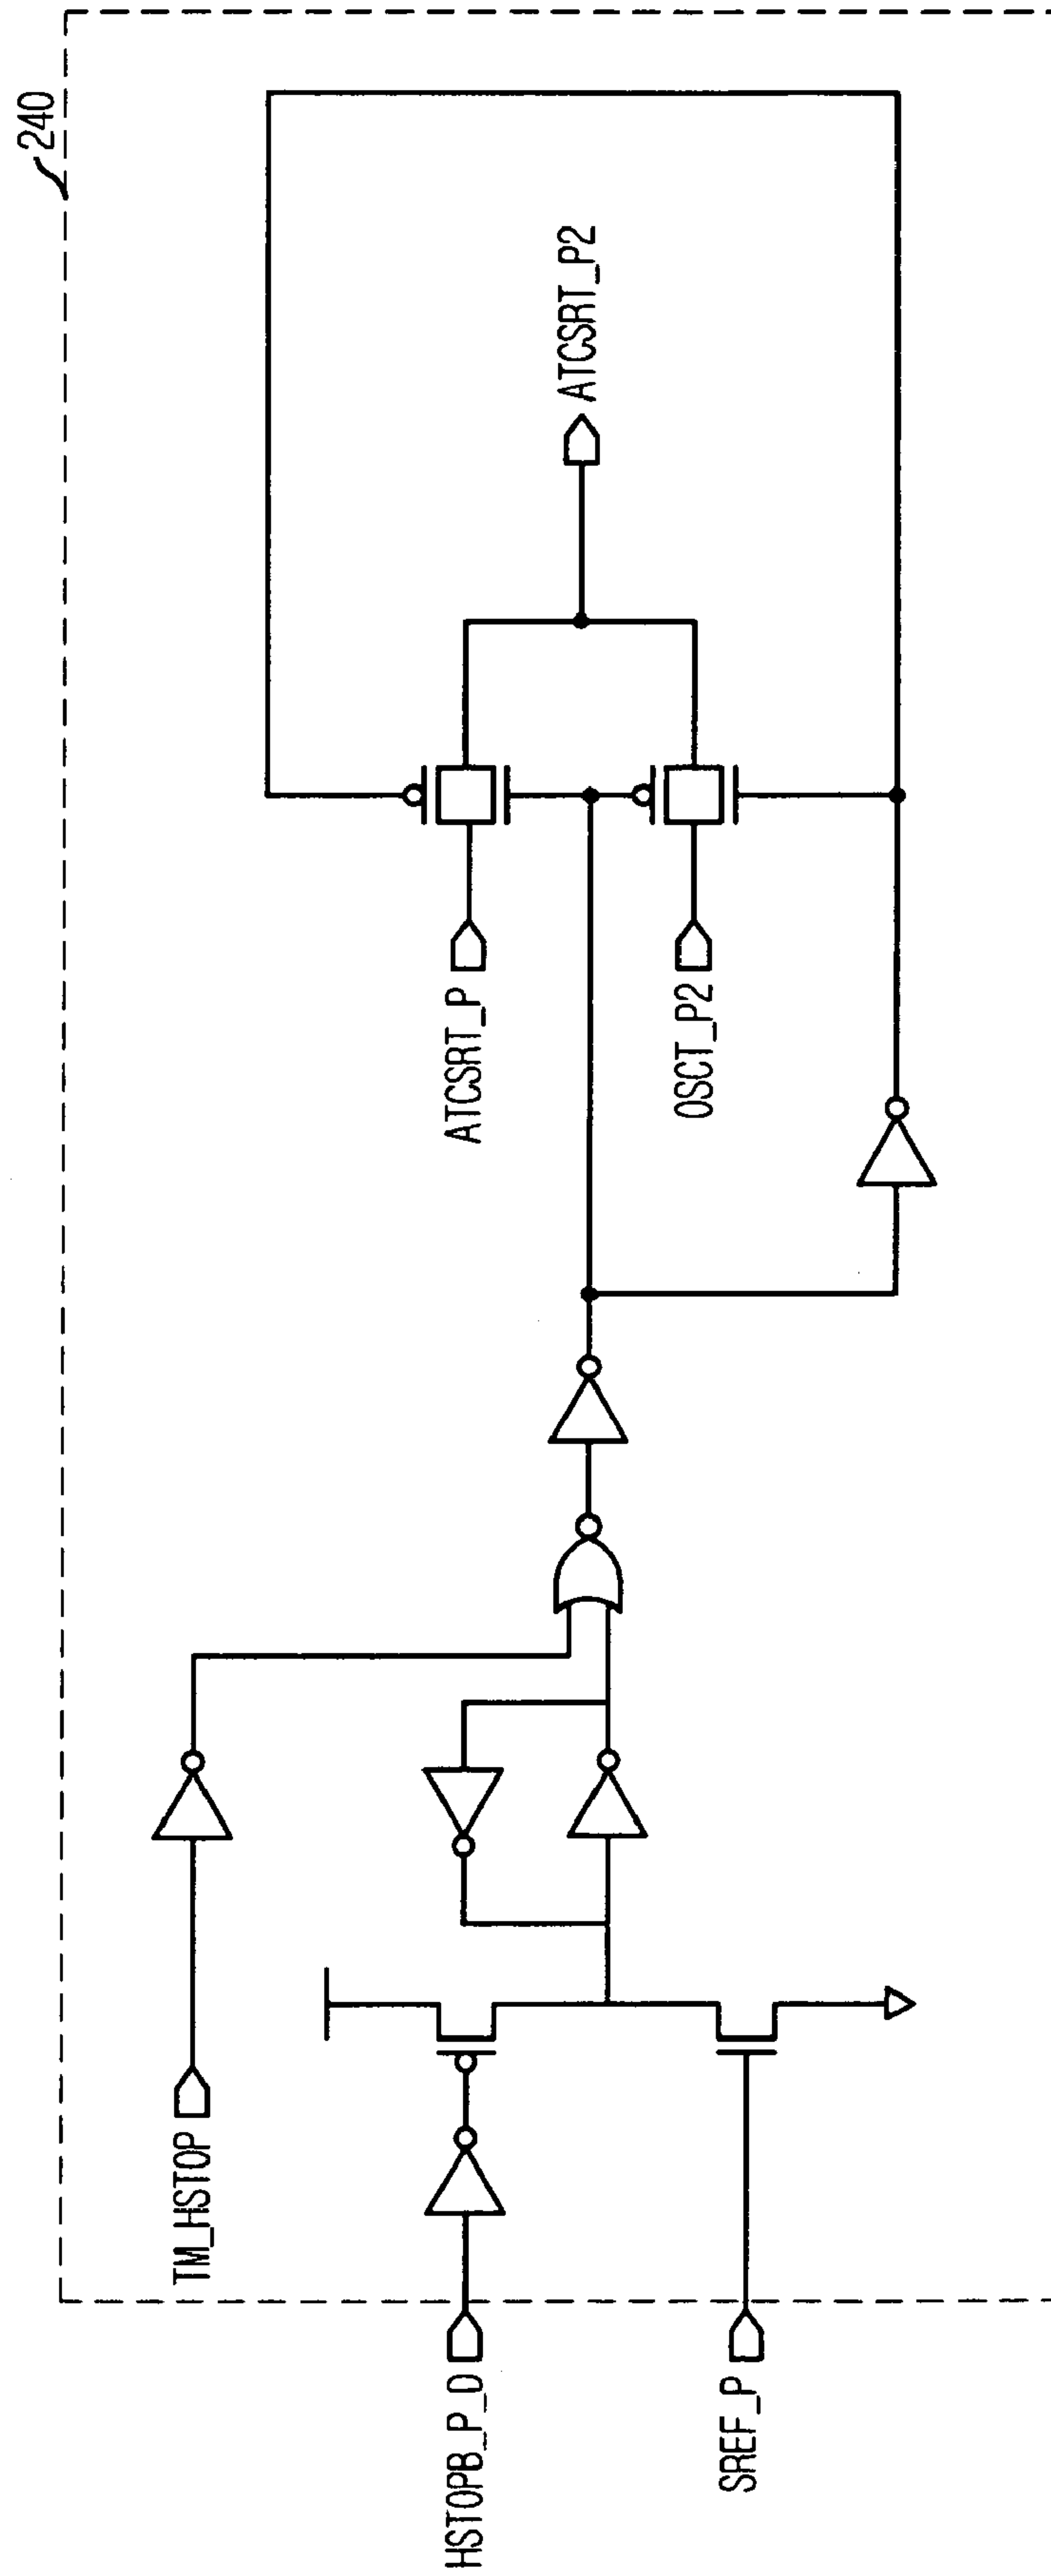 240
TM_HSTOP
HSTOPB_P_D
SREF_P
ATCSRT_P
OSCT_P2
ATCSRT_P2